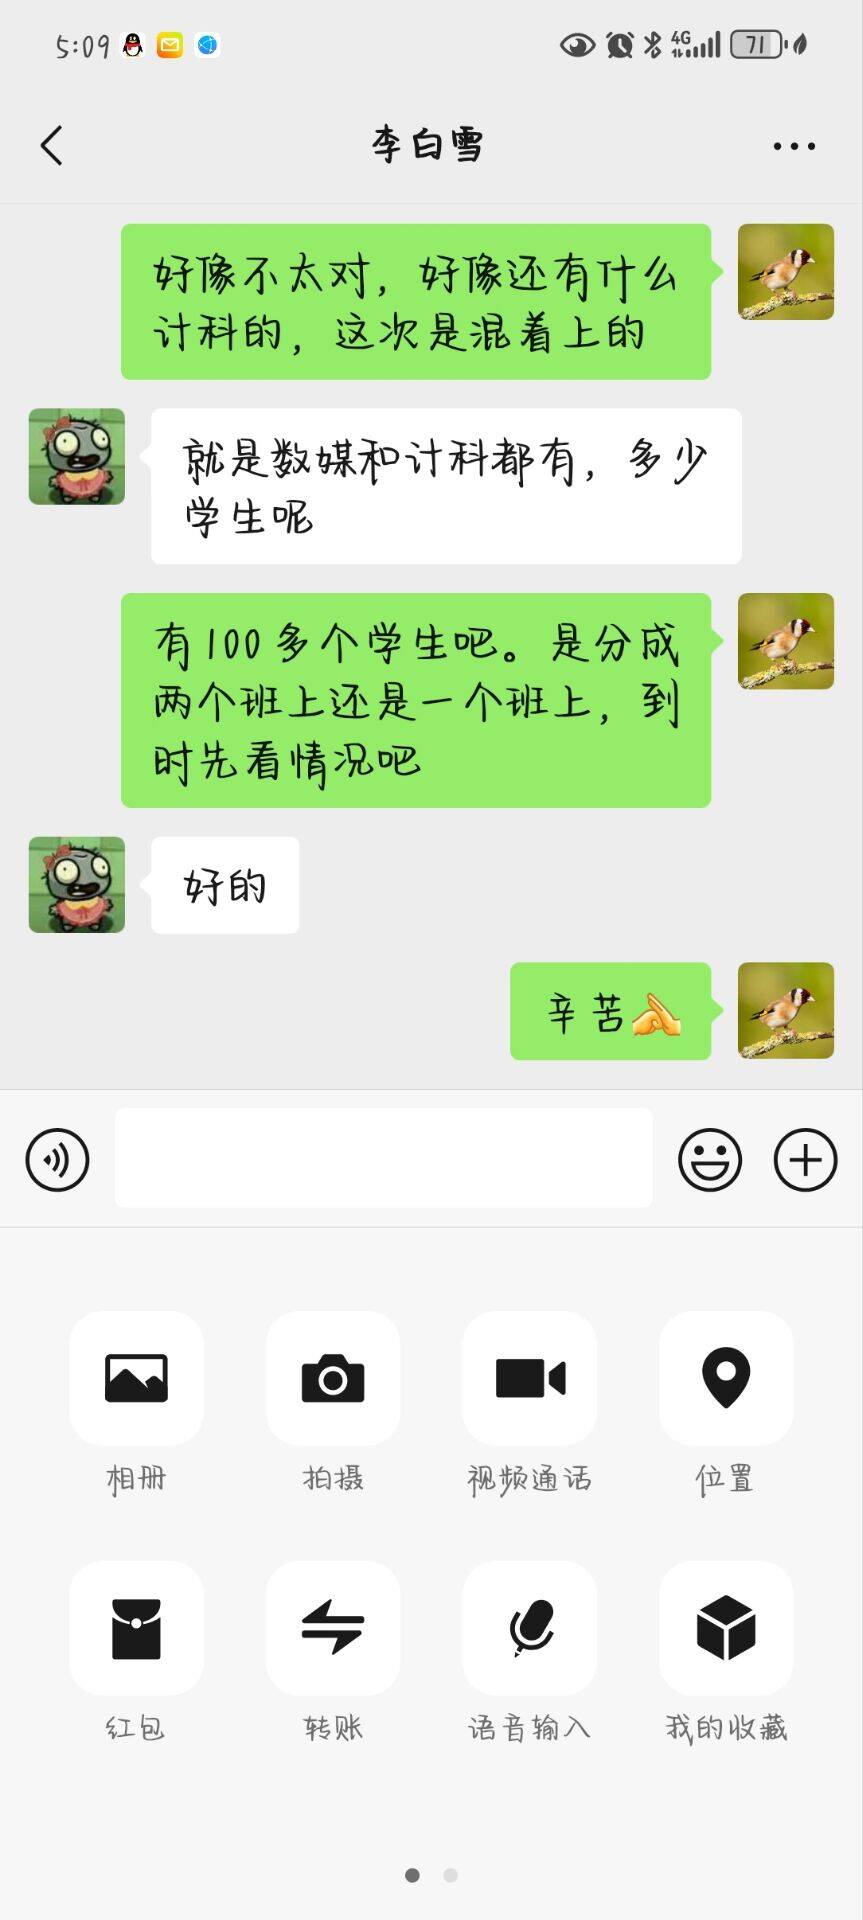 5:09
4G
71
李白雪
好像不太对，好像还有什么
计科的，这次是混着上的
就是数媒和计科都有，多少
学生呢
有100多个学生吧。是分成
两个班上还是一个班上，到
时先看情况吧
好的
辛苦
相册
拍摄
视频通话
位置
红包
转账
语音输入
我的收藏